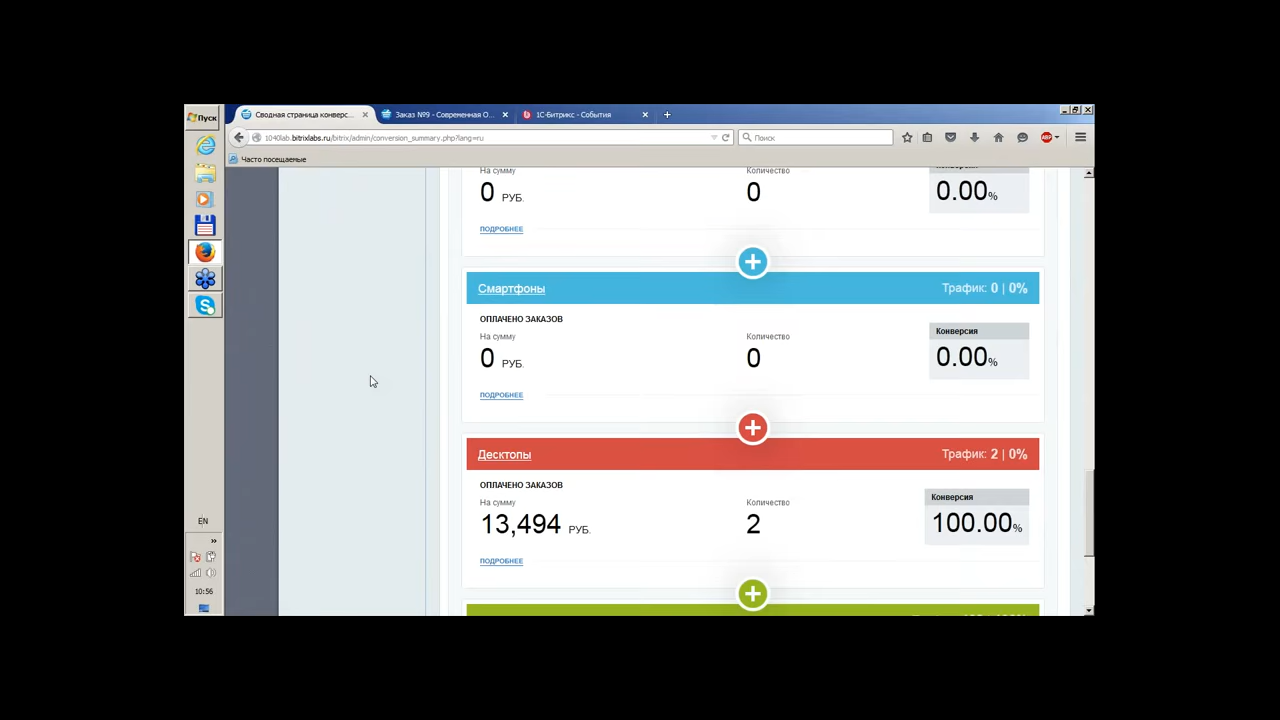 Пуск
Сводная страница конверс...
Заказ №9 - Современная О...
1С-Битрикс - События
1040lab.bitrixlabs.ru/bitrix/admin/conversion_summary.php?lang=ru
Поиск
ABP
Часто посещаемые
На сумму
Количество
Конверсия
0 РУБ.
0
0.00%
ПОДРОБНЕЕ
Смартфоны
Трафик: 0 | 0%
ОПЛАЧЕНО ЗАКАЗОВ
На сумму
Количество
Конверсия
0 РУБ.
0
0.00%
ПОДРОБНЕЕ
Десктопы
Трафик: 2 | 0%
ОПЛАЧЕНО ЗАКАЗОВ
На сумму
Количество
Конверсия
13,494 РУБ.
2
100.00%
ПОДРОБНЕЕ
EN
10:56